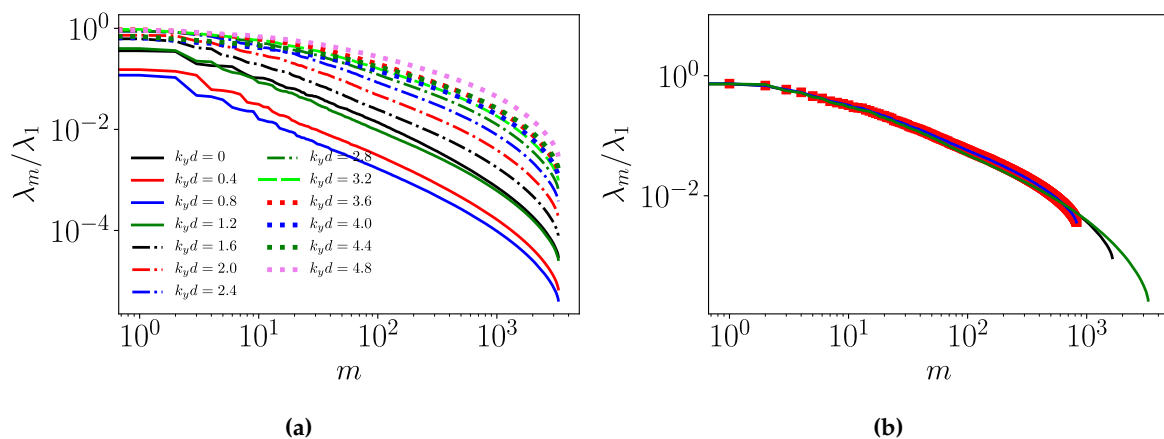 10^0
10^{-2}
10^{-4}
λ_m/λ_1
k_y d = 0
k_y d = 0.4
k_y d = 0.8
k_y d = 1.2
k_y d = 1.6
k_y d = 2.0
k_y d = 2.4
k_y d = 2.8
k_y d = 3.2
k_y d = 3.6
k_y d = 4.0
k_y d = 4.4
k_y d = 4.8
10^0 10^1 10^2 10^3
m
(a)
10^0
10^{-2}
λ_m/λ_1
10^0 10^1 10^2 10^3
m
(b)